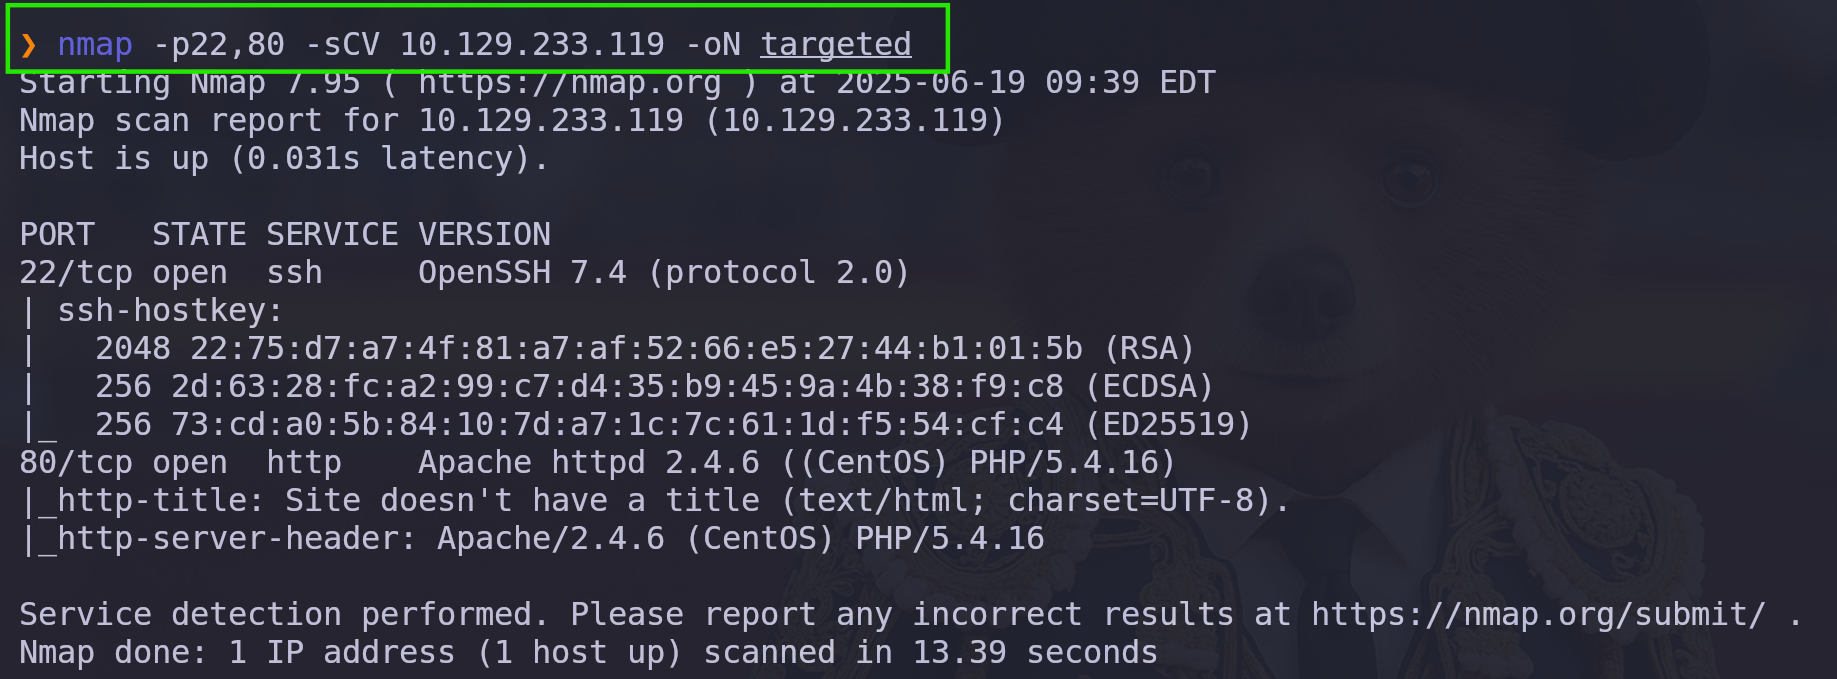 ❯ nmap -p22,80 -sCV 10.129.233.119 -oN targeted
Starting Nmap 7.95 ( https://nmap.org ) at 2025-06-19 09:39 EDT
Nmap scan report for 10.129.233.119 (10.129.233.119)
Host is up (0.031s latency).

PORT   STATE SERVICE VERSION
22/tcp open  ssh     OpenSSH 7.4 (protocol 2.0)
| ssh-hostkey:
|   2048 22:75:d7:a7:4f:81:a7:af:52:66:e5:27:44:b1:01:5b (RSA)
|   256 2d:63:28:fc:a2:99:c7:d4:35:b9:45:9a:4b:38:f9:c8 (ECDSA)
|_  256 73:cd:a0:5b:84:10:7d:a7:1c:7c:61:1d:f5:54:cf:c4 (ED25519)
80/tcp open  http    Apache httpd 2.4.6 ((CentOS) PHP/5.4.16)
|_http-title: Site doesn't have a title (text/html; charset=UTF-8).
|_http-server-header: Apache/2.4.6 (CentOS) PHP/5.4.16

Service detection performed. Please report any incorrect results at https://nmap.org/submit/ .
Nmap done: 1 IP address (1 host up) scanned in 13.39 seconds